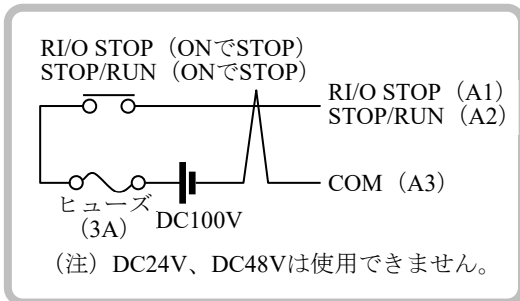 RI/O STOP（ONでSTOP）
STOP/RUN（ONでSTOP）
RI/O STOP（A1）
STOP/RUN（A2）
COM（A3）
ヒューズ
（3A）
DC100V
（注）DC24V、DC48Vは使用できません。